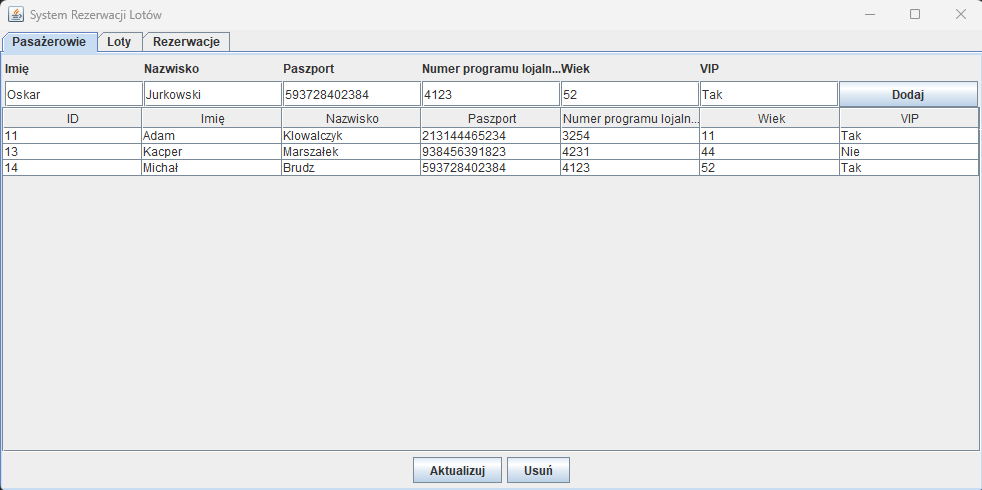 System Rezerwacji Lotów
Pasażerowie Loty Rezerwacje
Imię Nazwisko Paszport Numer programu lojaln... Wiek VIP
Oskar Jurkowski 593728402384 4123 52 Tak Dodaj
ID Imię Nazwisko Paszport Numer programu lojaln... Wiek VIP
11 Adam Klowalczyk 213144465234 3254 11 Tak
13 Kacper Marszałek 938456391823 4231 44 Nie
14 Michał Brudz 593728402384 4123 52 Tak
Aktualizuj Usuń